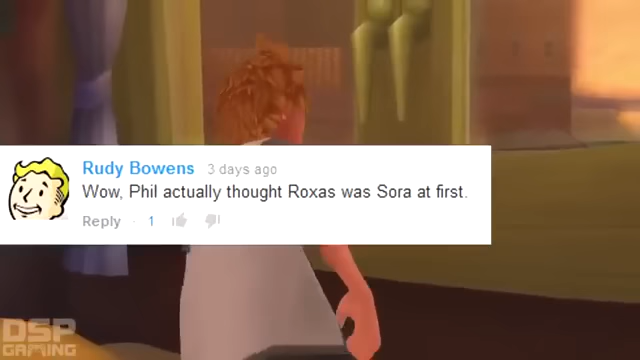 Rudy Bowens 3 days ago
Wow, Phil actually thought Roxas was Sora at first.
Reply · 1
DSP
GAMING